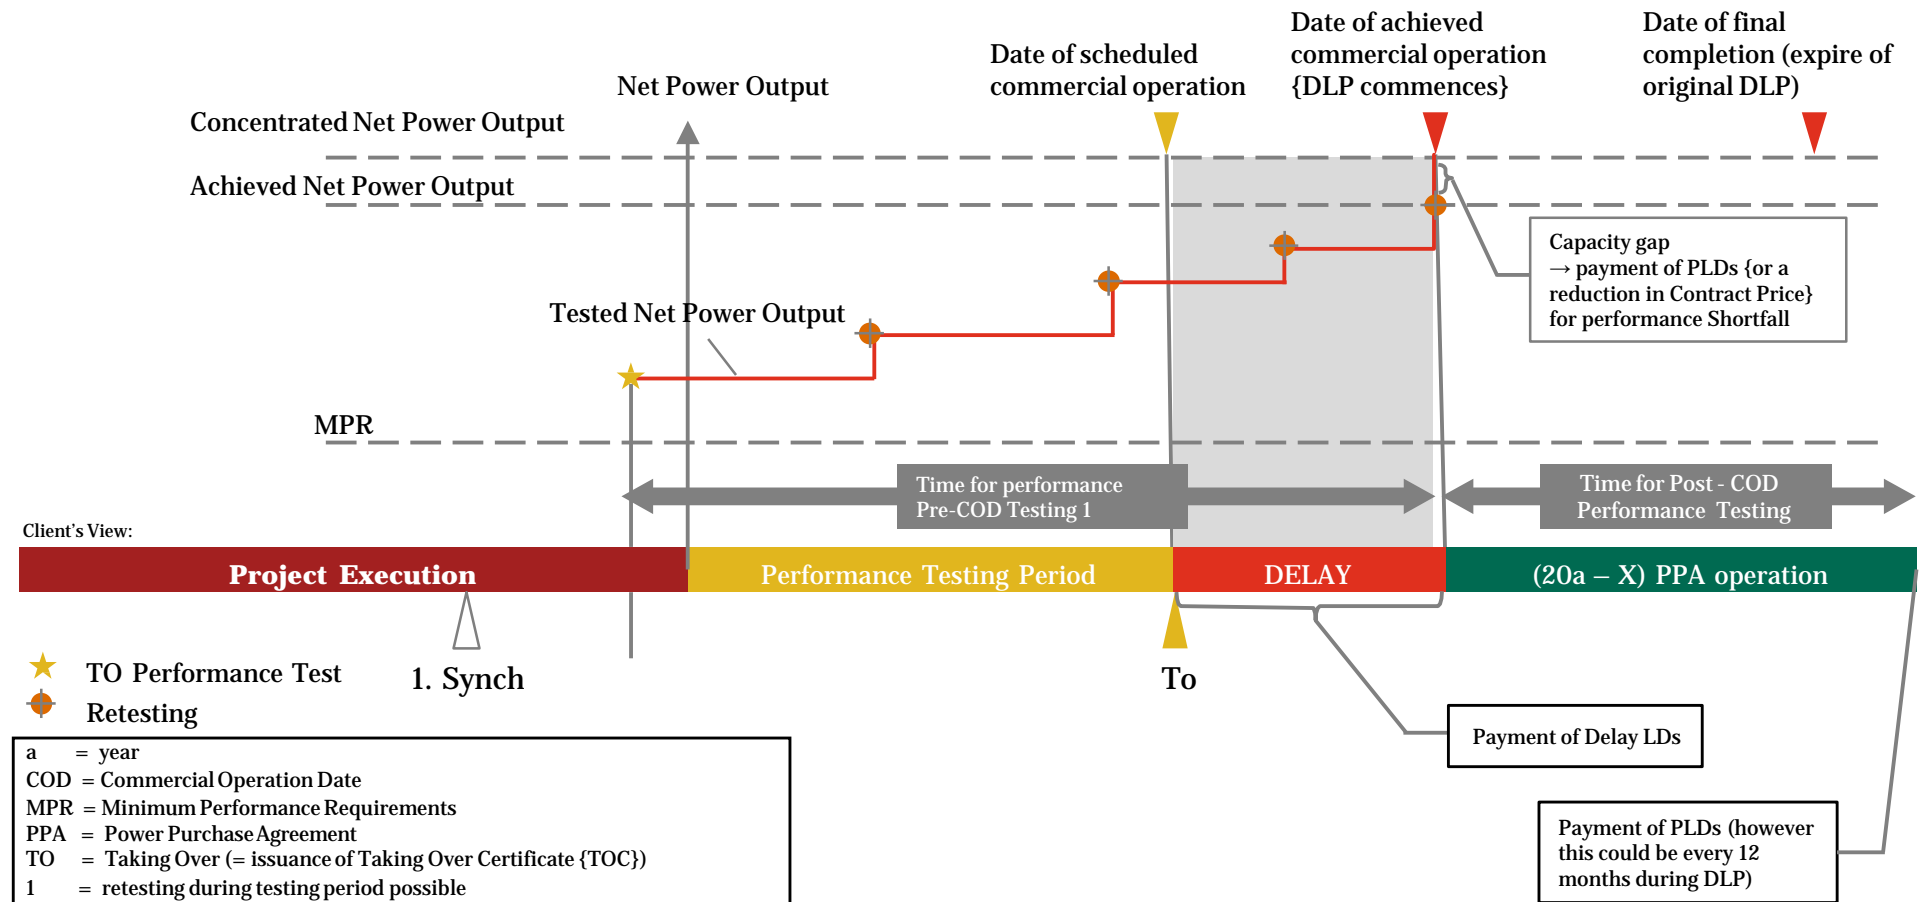 Date of scheduled
commercial operation
Date of achieved
commercial operation
{DLP commences}
Date of final
completion (expire of
original DLP)
Net Power Output
Concentrated Net Power Output
Achieved Net Power Output
Capacity gap
→ payment of PLDs {or a
reduction in Contract Price}
for performance Shortfall
Tested Net Power Output
MPR
Time for performance
Pre-COD Testing 1
Time for Post - COD
Performance Testing
Client's View:
Project Execution
Performance Testing Period
DELAY
(20a – X) PPA operation
TO Performance Test
Retesting
1. Synch
To
Payment of Delay LDs
a = year
COD = Commercial Operation Date
MPR = Minimum Performance Requirements
PPA = Power Purchase Agreement
TO = Taking Over (= issuance of Taking Over Certificate {TOC})
1 = retesting during testing period possible
Payment of PLDs (however
this could be every 12
months during DLP)